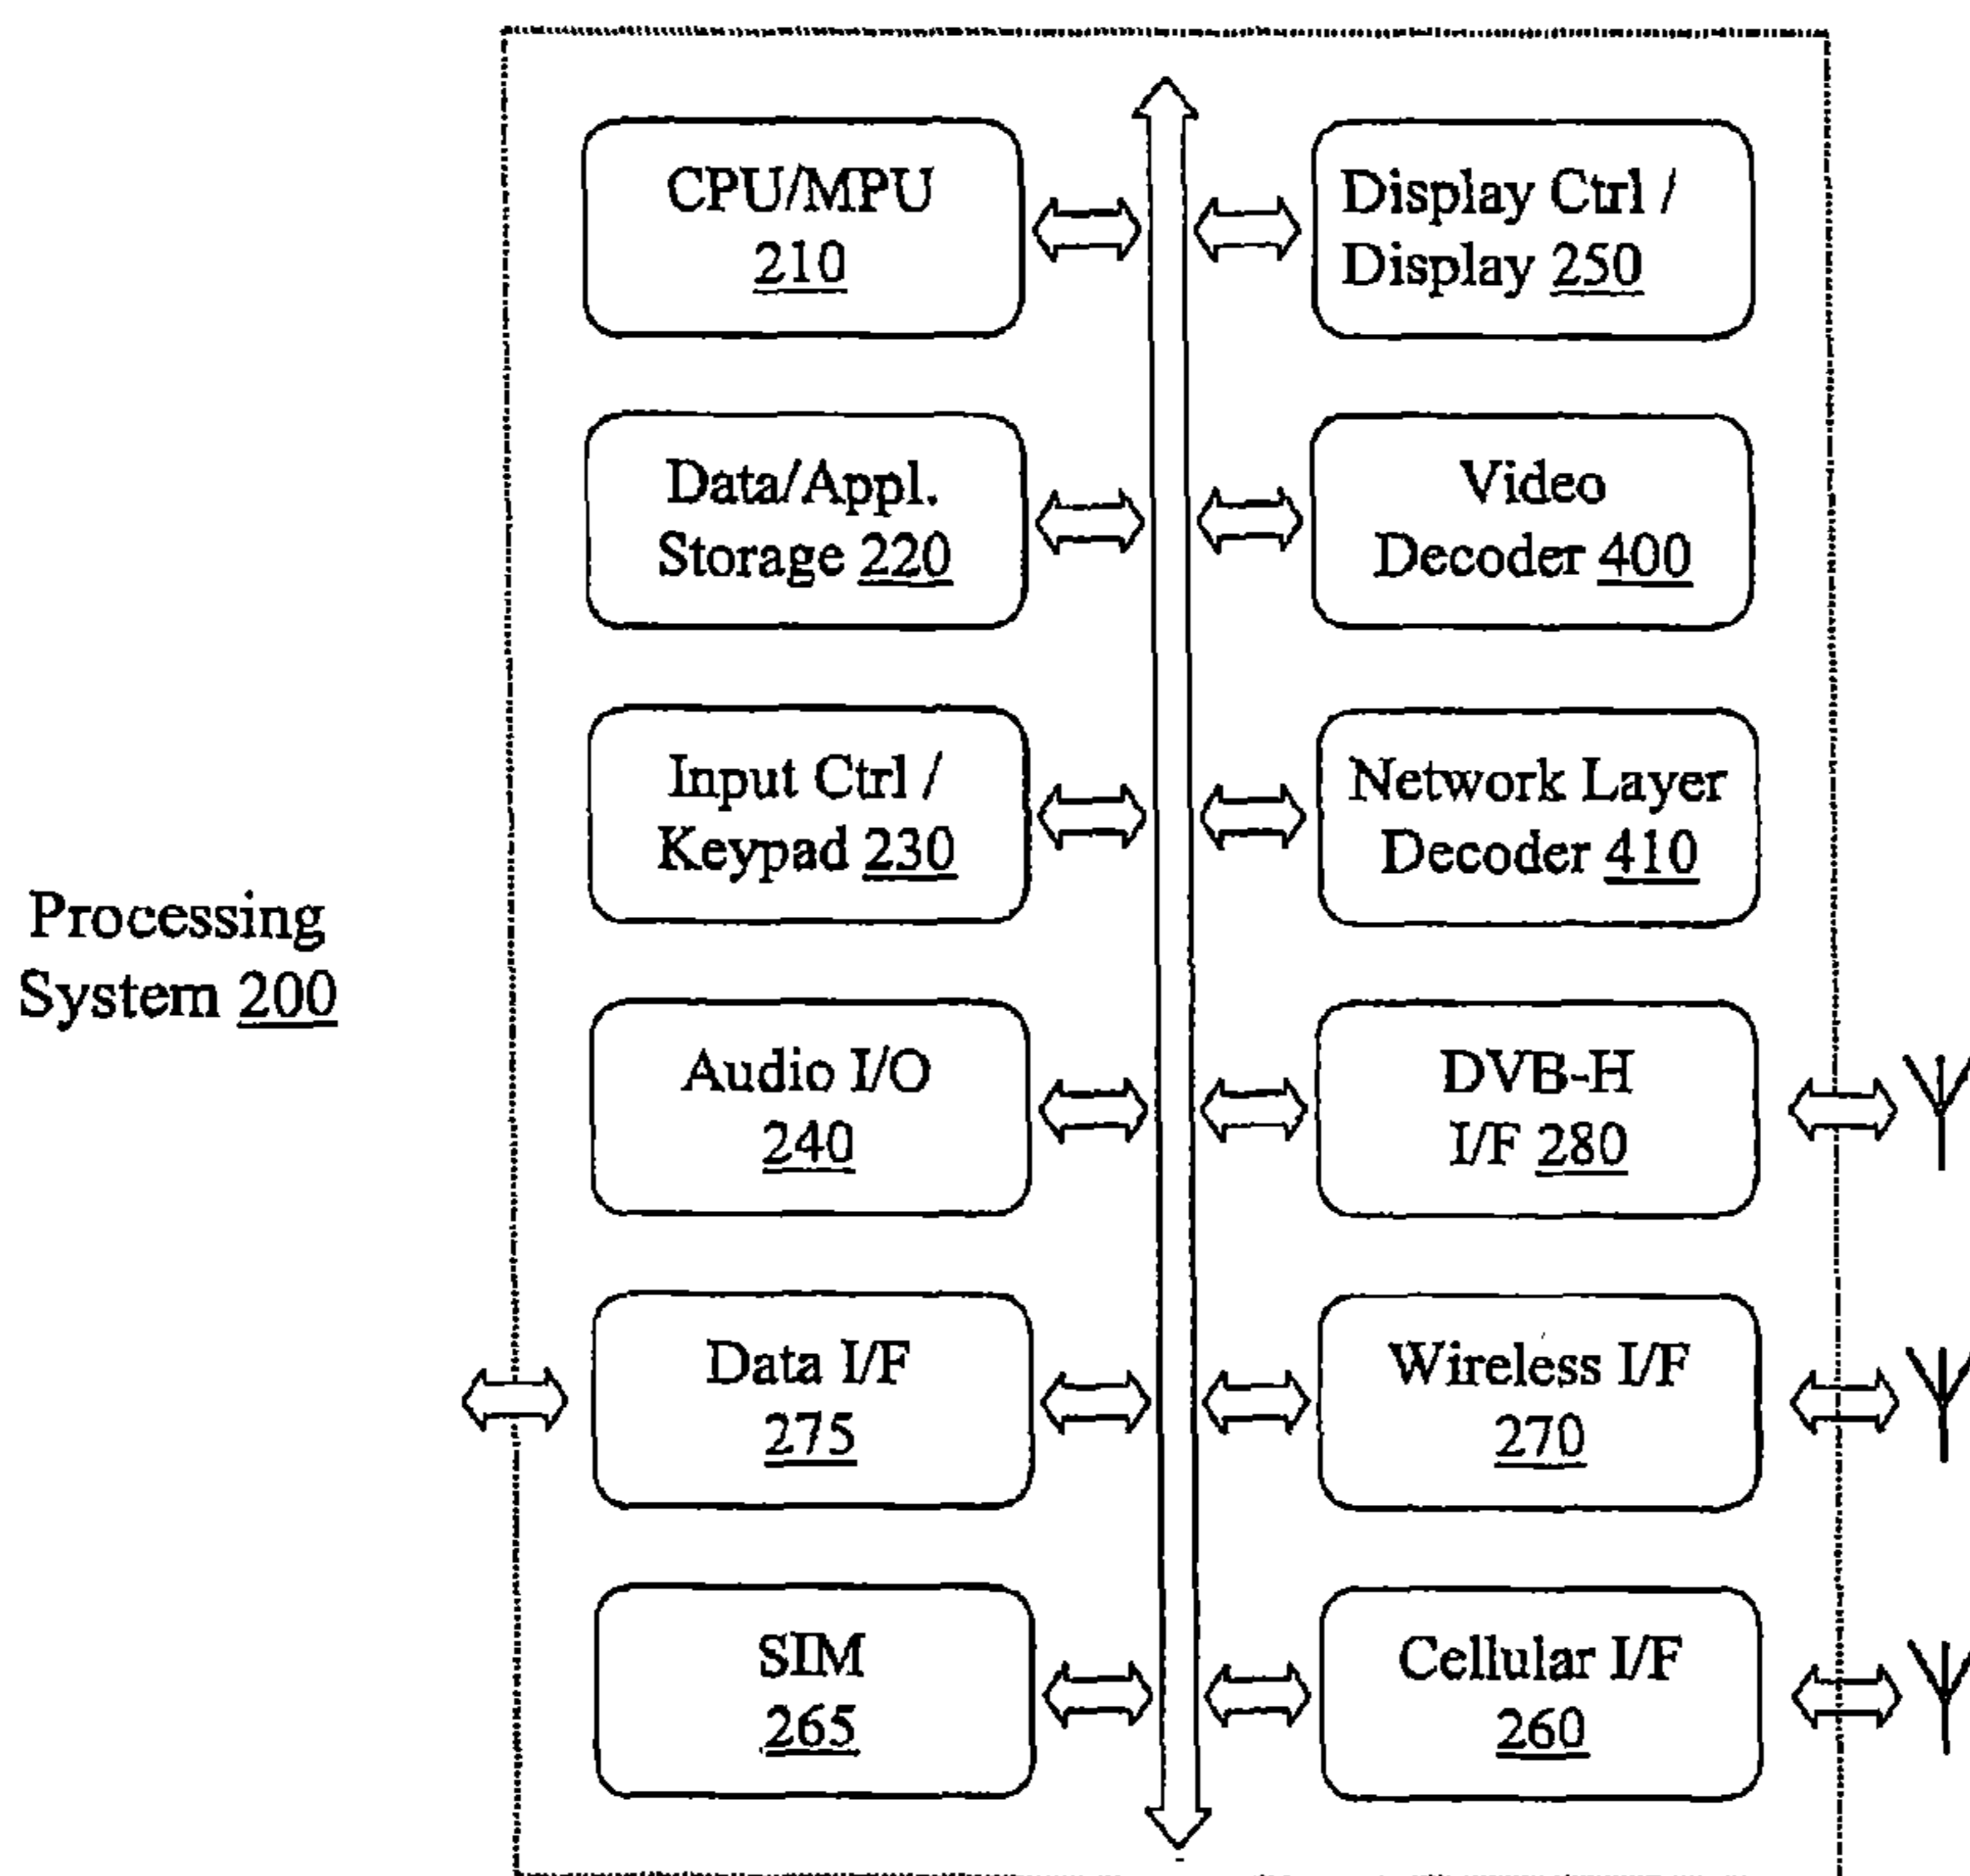 CPU/MPU
210
Display Ctrl /
Display 250
Data/Appl.
Storage 220
Video
Decoder 400
Input Ctrl /
Keypad 230
Network Layer
Decoder 410
Processing
System 200
Audio I/O
240
DVB-H
I/F 280
Data I/F
275
Wireless I/F
270
SIM
265
Cellular I/F
260